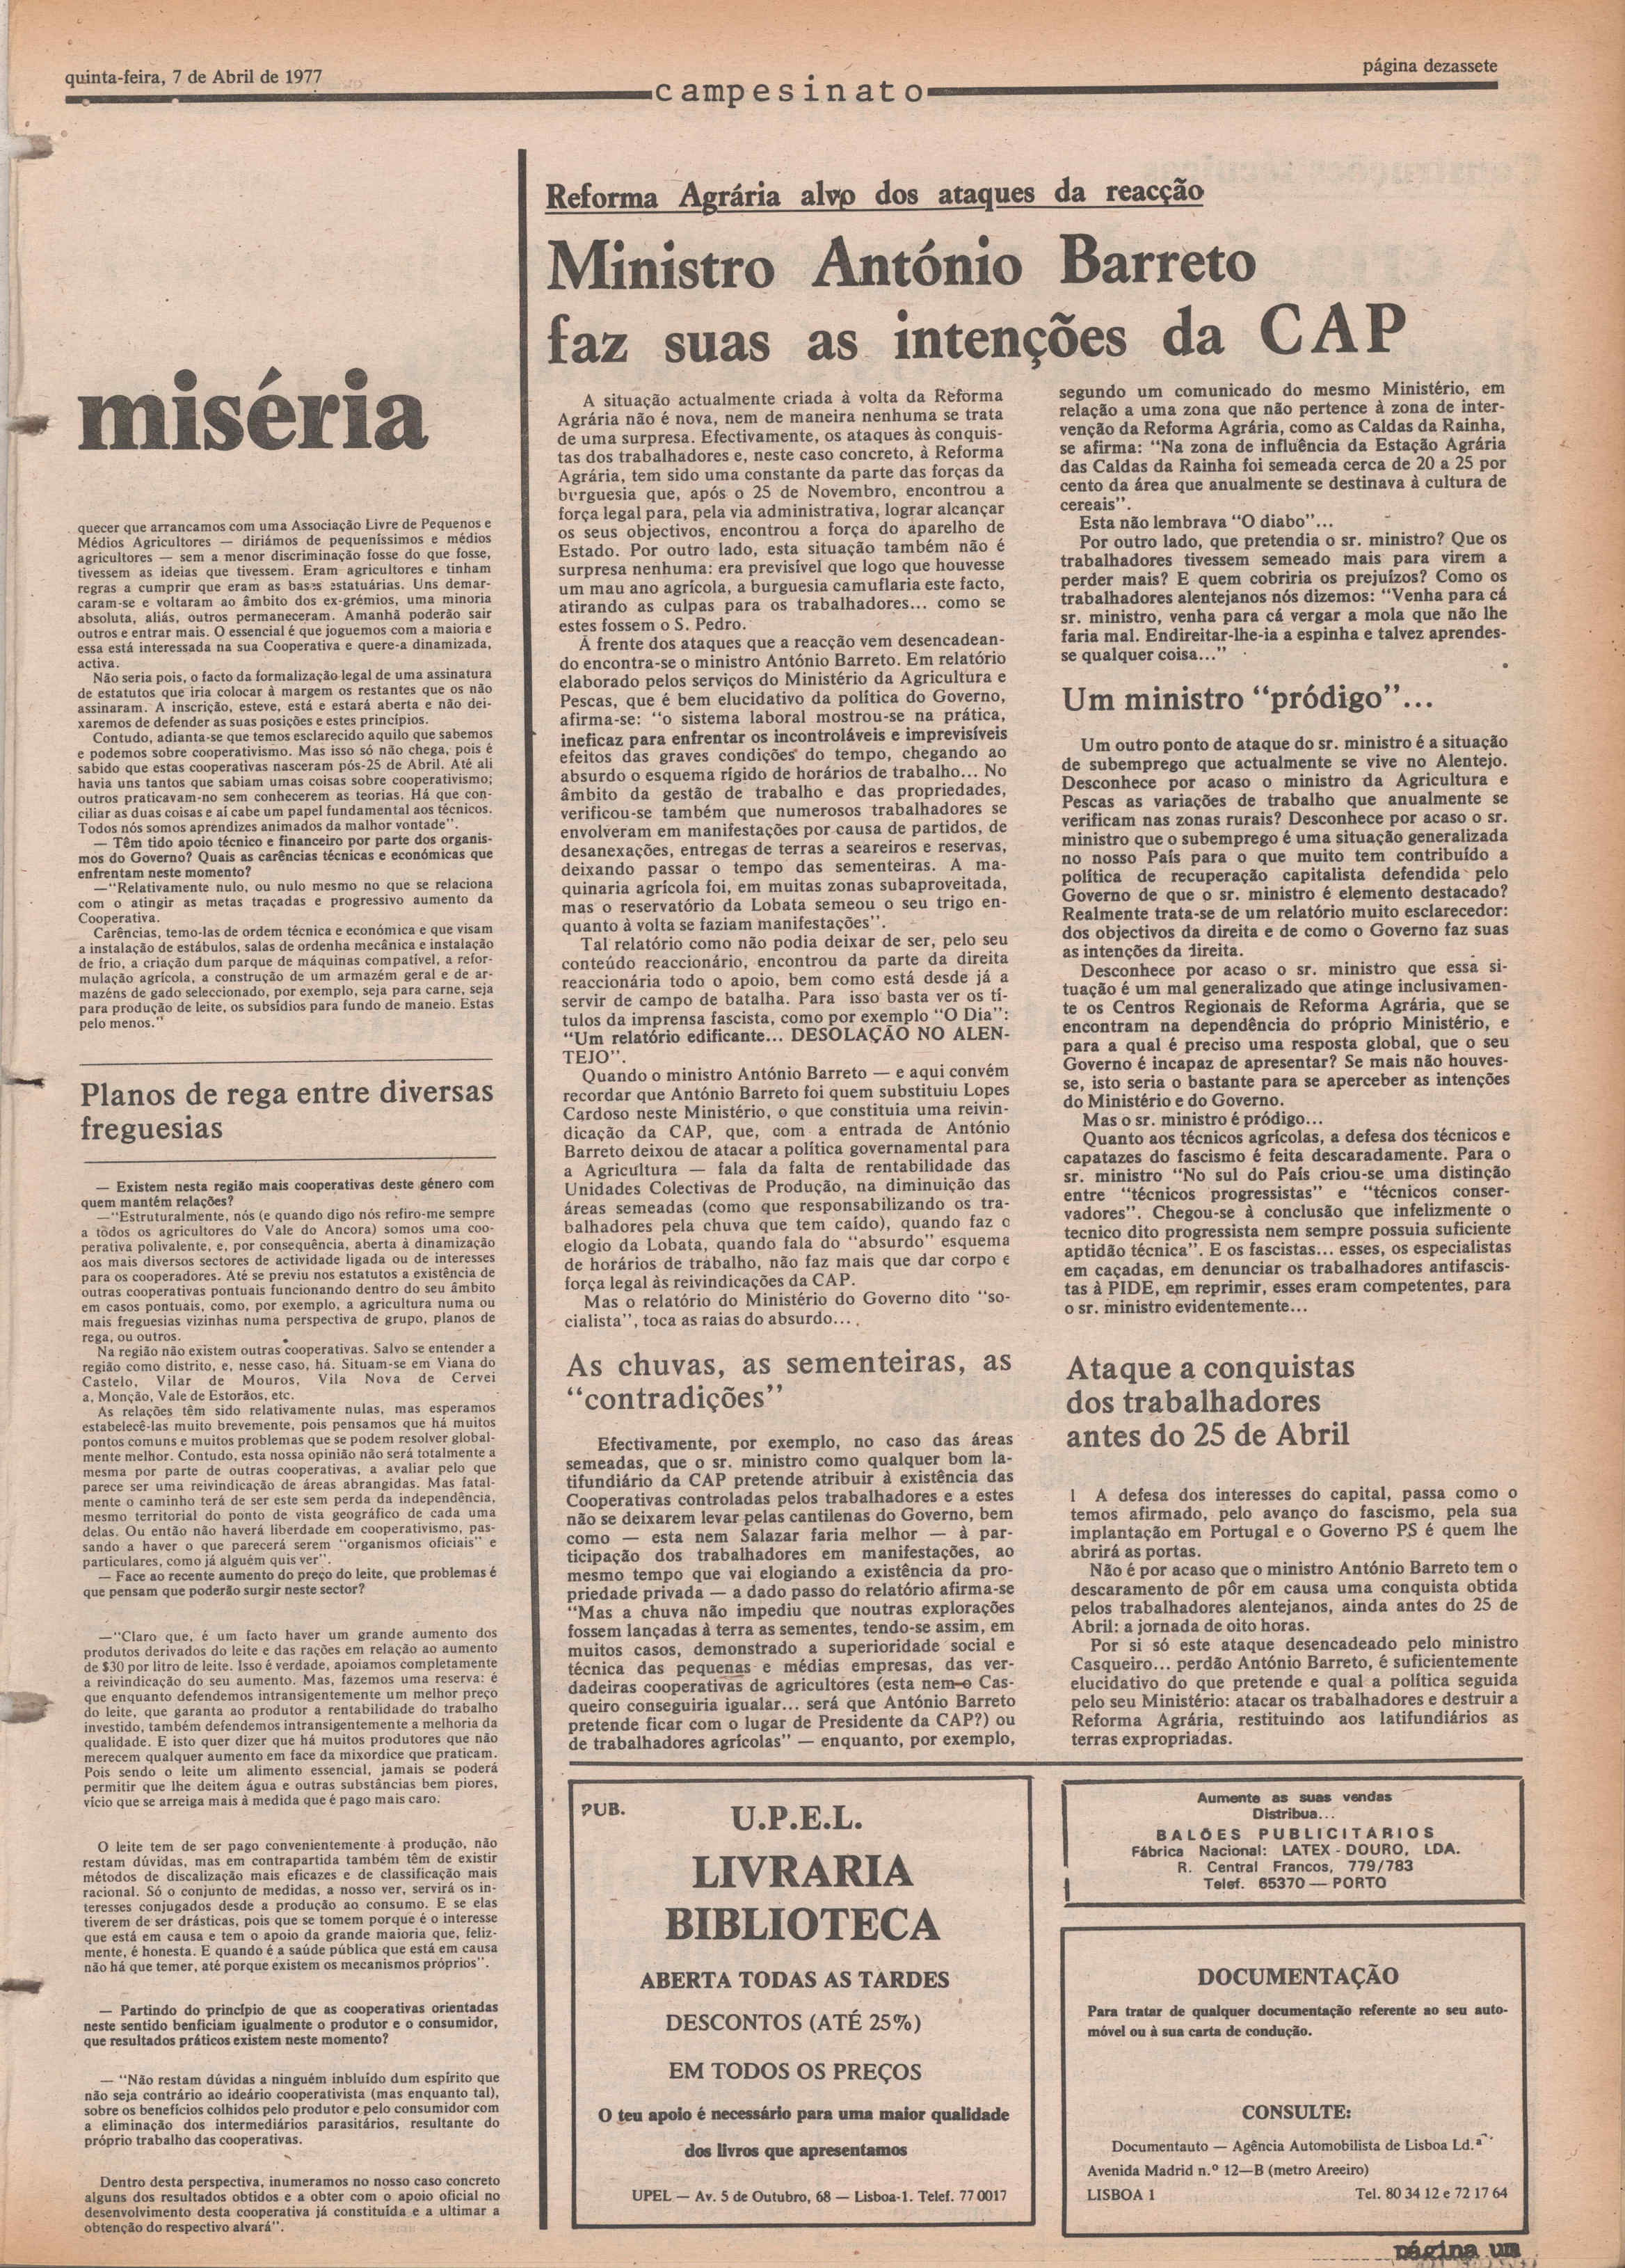 quinta-feira, 7 de Abril de 1977
campesinato
página dezassete
miséria
quecer que arrancamos com uma Associação Livre de Pequenos e
Médios Agricultores — diriámos de pequeníssimos e médios
agricultores — sem a menor discriminação fosse do que fosse,
tivessem as ideias que tivessem. Eram agricultores e tinham
regras a cumprir que eram as bases estatuárias. Uns demar-
caram-se e voltaram ao âmbito dos ex-grémios, uma minoria
absoluta, aliás, outros permaneceram. Amanhã poderão sair
outros e entrar mais. O essencial é que joguemos com a maioria e
essa está interessada na sua Cooperativa e quere-a dinamizada,
activa.
Não seria pois, o facto da formalização legal de uma assinatura
de estatutos que iria colocar à margem os restantes que os não
assinaram. A inscrição, esteve, está e estará aberta e não dei-
xaremos de defender as suas posições e estes princípios.
Contudo, adianta-se que temos esclarecido aquilo que sabemos
e podemos sobre cooperativismo. Mas isso só não chega, pois é
sabido que estas cooperativas nasceram pós-25 de Abril. Até ali
havia uns tantos que sabiam umas coisas sobre cooperativismo;
outros praticavam-no sem conhecerem as teorias. Há que con-
ciliar as duas coisas e aí cabe um papel fundamental aos técnicos.
Todos nós somos aprendizes animados da malhor vontade".
— Têm tido apoio técnico e financeiro por parte dos organis-
mos do Governo? Quais as carências técnicas e económicas que
enfrentam neste momento?
—"Relativamente nulo, ou nulo mesmo no que se relaciona
com o atingir as metas traçadas e progressivo aumento da
Cooperativa.
Carências, temo-las de ordem técnica e económica e que visam
a instalação de estábulos, salas de ordenha mecânica e instalação
de frio, a criação dum parque de máquinas compatível, a refor-
mulação agrícola, a construção de um armazém geral e de ar-
mazéns de gado seleccionado, por exemplo, seja para carne, seja
para produção de leite, os subsídios para fundo de maneio. Estas
pelo menos."
Planos de rega entre diversas
freguesias
— Existem nesta região mais cooperativas deste género com
quem mantém relações?
—"Estruturalmente, nós (e quando digo nós refiro-me sempre
a tôdos os agricultores do Vale do Ancora) somos uma coo-
perativa polivalente, e, por consequência, aberta à dinamização
aos mais diversos sectores de actividade ligada ou de interesses
para os cooperadores. Até se previu nos estatutos a existência de
outras cooperativas pontuais funcionando dentro do seu âmbito
em casos pontuais, como, por exemplo, a agricultura numa ou
mais freguesias vizinhas numa perspectiva de grupo, planos de
rega, ou outros.
Na região não existem outras cooperativas. Salvo se entender a
região como distrito, e, nesse caso, há. Situam-se em Viana do
Castelo, Vilar de Mouros, Vila Nova de Cervei
a, Monção, Vale de Estorãos, etc.
As relações têm sido relativamente nulas, mas esperamos
estabelecê-las muito brevemente, pois pensamos que há muitos
pontos comuns e muitos problemas que se podem resolver global-
mente melhor. Contudo, esta nossa opinião não será totalmente a
mesma por parte de outras cooperativas, a avaliar pelo que
parece ser uma reivindicação de áreas abrangidas. Mas fatal-
mente o caminho terá de ser este sem perda da independência,
mesmo territorial do ponto de vista geográfico de cada uma
delas. Ou então não haverá liberdade em cooperativismo, pas-
sando a haver o que parecerá serem "organismos oficiais" e
particulares, como já alguém quis ver".
— Face ao recente aumento do preço do leite, que problemas é
que pensam que poderão surgir neste sector?
—"Claro que, é um facto haver um grande aumento dos
produtos derivados do leite e das rações em relação ao aumento
de $30 por litro de leite. Isso é verdade, apoiamos completamente
a reivindicação do seu aumento. Mas, fazemos uma reserva: é
que enquanto defendemos intransigentemente um melhor preço
do leite, que garanta ao produtor a rentabilidade do trabalho
investido, também defendemos intransigentemente a melhoria da
qualidade. E isto quer dizer que há muitos produtores que não
merecem qualquer aumento em face da mixordice que praticam.
Pois sendo o leite um alimento essencial, jamais se poderá
permitir que lhe deitem água e outras substâncias bem piores,
vício que se arreiga mais à medida que é pago mais caro.
O leite tem de ser pago convenientemente à produção, não
restam dúvidas, mas em contrapartida também têm de existir
métodos de discalização mais eficazes e de classificação mais
racional. Só o conjunto de medidas, a nosso ver, servirá os in-
teresses conjugados desde a produção ao consumo. E se elas
tiverem de ser drásticas, pois que se tomem porque é o interesse
que está em causa e tem o apoio da grande maioria que, feliz-
mente, é honesta. E quando é a saúde pública que está em causa
não há que temer, até porque existem os mecanismos próprios".
— Partindo do princípio de que as cooperativas orientadas
neste sentido benficiam igualmente o produtor e o consumidor,
que resultados práticos existem neste momento?
— "Não restam dúvidas a ninguém inbluído dum espírito que
não seja contrário ao ideário cooperativista (mas enquanto tal),
sobre os benefícios colhidos pelo produtor e pelo consumidor com
a eliminação dos intermediários parasitários, resultante do
próprio trabalho das cooperativas.
Dentro desta perspectiva, inumeramos no nosso caso concreto
alguns dos resultados obtidos e a obter com o apoio oficial no
desenvolvimento desta cooperativa já constituída e a ultimar a
obtenção do respectivo alvará".
Reforma Agrária alvo dos ataques da reacção
Ministro António Barreto
faz suas as intenções da CAP
A situação actualmente criada à volta da Reforma
Agrária não é nova, nem de maneira nenhuma se trata
de uma surpresa. Efectivamente, os ataques às conquis-
tas dos trabalhadores e, neste caso concreto, à Reforma
Agrária, tem sido uma constante da parte das forças da
burguesia que, após o 25 de Novembro, encontrou a
força legal para, pela via administrativa, lograr alcançar
os seus objectivos, encontrou a força do aparelho de
Estado. Por outro lado, esta situação também não é
surpresa nenhuma: era previsível que logo que houvesse
um mau ano agrícola, a burguesia camuflaria este facto,
atirando as culpas para os trabalhadores... como se
estes fossem o S. Pedro.
À frente dos ataques que a reacção vem desencadean-
do encontra-se o ministro António Barreto. Em relatório
elaborado pelos serviços do Ministério da Agricultura e
Pescas, que é bem elucidativo da política do Governo,
afirma-se: "o sistema laboral mostrou-se na prática,
ineficaz para enfrentar os incontroláveis e imprevisíveis
efeitos das graves condições do tempo, chegando ao
absurdo o esquema rígido de horários de trabalho... No
âmbito da gestão de trabalho e das propriedades,
verificou-se também que numerosos trabalhadores se
envolveram em manifestações por causa de partidos, de
desanexações, entregas de terras a seareiros e reservas,
deixando passar o tempo das sementeiras. A ma-
quinaria agrícola foi, em muitas zonas subaproveitada,
mas o reservatório da Lobata semeou o seu trigo en-
quanto à volta se faziam manifestações".
Tal relatório como não podia deixar de ser, pelo seu
conteúdo reaccionário, encontrou da parte da direita
reaccionária todo o apoio, bem como está desde já a
servir de campo de batalha. Para isso basta ver os tí-
tulos da imprensa fascista, como por exemplo "O Dia":
"Um relatório edificante... DESOLAÇÃO NO ALEN-
TEJO".
Quando o ministro António Barreto — e aqui convém
recordar que António Barreto foi quem substituiu Lopes
Cardoso neste Ministério, o que constituia uma reivin-
dicação da CAP, que, com a entrada de António
Barreto deixou de atacar a política governamental para
a Agricultura — fala da falta de rentabilidade das
Unidades Colectivas de Produção, na diminuição das
áreas semeadas (como que responsabilizando os tra-
balhadores pela chuva que tem caído), quando faz o
elogio da Lobata, quando fala do "absurdo" esquema
de horários de trabalho, não faz mais que dar corpo e
força legal às reivindicações da CAP.
Mas o relatório do Ministério do Governo dito "so-
cialista", toca as raias do absurdo...
As chuvas, as sementeiras, as
"contradições"
Efectivamente, por exemplo, no caso das áreas
semeadas, que o sr. ministro como qualquer bom la-
tifundiário da CAP pretende atribuir à existência das
Cooperativas controladas pelos trabalhadores e a estes
não se deixarem levar pelas cantilenas do Governo, bem
como — esta nem Salazar faria melhor — à par-
ticipação dos trabalhadores em manifestações, ao
mesmo tempo que vai elogiando a existência da pro-
priedade privada — a dado passo do relatório afirma-se
"Mas a chuva não impediu que noutras explorações
fossem lançadas à terra as sementes, tendo-se assim, em
muitos casos, demonstrado a superioridade social e
técnica das pequenas e médias empresas, das ver-
dadeiras cooperativas de agricultores (esta nem o Cas-
queiro conseguiria igualar... será que António Barreto
pretende ficar com o lugar de Presidente da CAP?) ou
de trabalhadores agrícolas" — enquanto, por exemplo,
segundo um comunicado do mesmo Ministério, em
relação a uma zona que não pertence à zona de inter-
venção da Reforma Agrária, como as Caldas da Rainha,
se afirma: "Na zona de influência da Estação Agrária
das Caldas da Rainha foi semeada cerca de 20 a 25 por
cento da área que anualmente se destinava à cultura de
cereais".
Esta não lembrava "O diabo"...
Por outro lado, que pretendia o sr. ministro? Que os
trabalhadores tivessem semeado mais para virem a
perder mais? E quem cobriria os prejuízos? Como os
trabalhadores alentejanos nós dizemos: "Venha para cá
sr. ministro, venha para cá vergar a mola que não lhe
faria mal. Endireitar-lhe-ia a espinha e talvez aprendes-
se qualquer coisa..."
Um ministro "pródigo"...
Um outro ponto de ataque do sr. ministro é a situação
de subemprego que actualmente se vive no Alentejo.
Desconhece por acaso o ministro da Agricultura e
Pescas as variações de trabalho que anualmente se
verificam nas zonas rurais? Desconhece por acaso o sr.
ministro que o subemprego é uma situação generalizada
no nosso País para o que muito tem contribuído a
política de recuperação capitalista defendida pelo
Governo de que o sr. ministro é elemento destacado?
Realmente trata-se de um relatório muito esclarecedor:
dos objectivos da direita e de como o Governo faz suas
as intenções da direita.
Desconhece por acaso o sr. ministro que essa si-
tuação é um mal generalizado que atinge inclusivamen-
te os Centros Regionais de Reforma Agrária, que se
encontram na dependência do próprio Ministério, e
para a qual é preciso uma resposta global, que o seu
Governo é incapaz de apresentar? Se mais não houves-
se, isto seria o bastante para se aperceber as intenções
do Ministério e do Governo.
Mas o sr. ministro é pródigo...
Quanto aos técnicos agrícolas, a defesa dos técnicos e
capatazes do fascismo é feita descaradamente. Para o
sr. ministro "No sul do País criou-se uma distinção
entre "técnicos progressistas" e "técnicos conser-
vadores". Chegou-se à conclusão que infelizmente o
tecnico dito progressista nem sempre possuia suficiente
aptidão técnica". E os fascistas... esses, os especialistas
em caçadas, em denunciar os trabalhadores antifascis-
tas à PIDE, em reprimir, esses eram competentes, para
o sr. ministro evidentemente...
Ataque a conquistas
dos trabalhadores
antes do 25 de Abril
l A defesa dos interesses do capital, passa como o
temos afirmado, pelo avanço do fascismo, pela sua
implantação em Portugal e o Governo PS é quem lhe
abrirá as portas.
Não é por acaso que o ministro António Barreto tem o
descaramento de pôr em causa uma conquista obtida
pelos trabalhadores alentejanos, ainda antes do 25 de
Abril: a jornada de oito horas.
Por si só este ataque desencadeado pelo ministro
Casqueiro... perdão António Barreto, é suficientemente
elucidativo do que pretende e qual a política seguida
pelo seu Ministério: atacar os trabalhadores e destruir a
Reforma Agrária, restituindo aos latifundiários as
terras expropriadas.
PUB.
U.P.E.L.
LIVRARIA
BIBLIOTECA
ABERTA TODAS AS TARDES
DESCONTOS (ATÉ 25%)
EM TODOS OS PREÇOS
O teu apoio é necessário para uma maior qualidade
dos livros que apresentamos
UPEL — Av. 5 de Outubro, 68 — Lisboa-1. Telef. 77 0017
Aumente as suas vendas
Distribua...
BALÕES PUBLICITÁRIOS
Fábrica Nacional: LATEX - DOURO, LDA.
R. Central Francos, 779/783
Telef. 65370 — PORTO
DOCUMENTAÇÃO
Para tratar de qualquer documentação referente ao seu auto-
móvel ou à sua carta de condução.
CONSULTE:
Documentauto — Agência Automobilista de Lisboa Ld.ª
Avenida Madrid n.º 12—B (metro Areeiro)
LISBOA 1 Tel. 80 34 12 e 72 17 64
página um